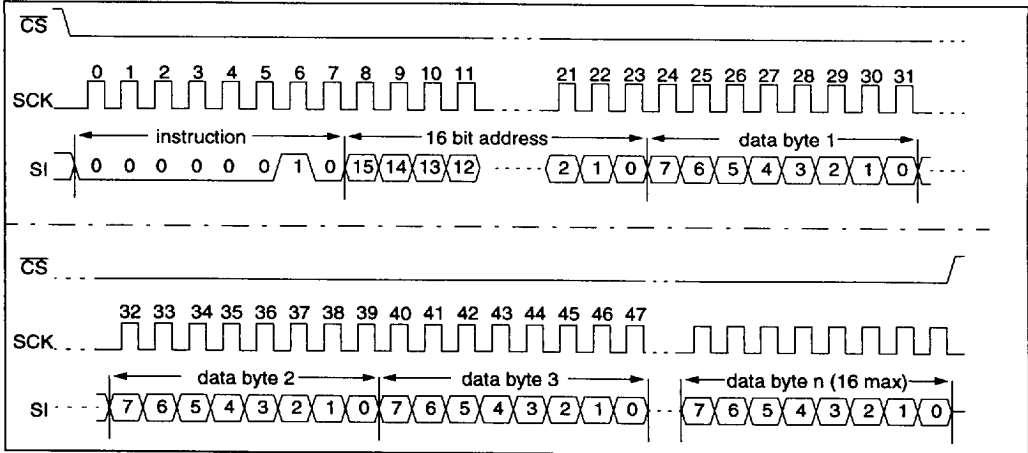 CS
0 1 2 3 4 5 6 7 8 9 10 11 21 22 23 24 25 26 27 28 29 30 31
SCK
instruction 16 bit address data byte 1
SI 0 0 0 0 0 0 1 0 15 14 13 12 2 1 0 7 6 5 4 3 2 1 0
CS
32 33 34 35 36 37 38 39 40 41 42 43 44 45 46 47
SCK
data byte 2 data byte 3 data byte n (16 max)
SI 7 6 5 4 3 2 1 0 7 6 5 4 3 2 1 0 7 6 5 4 3 2 1 0